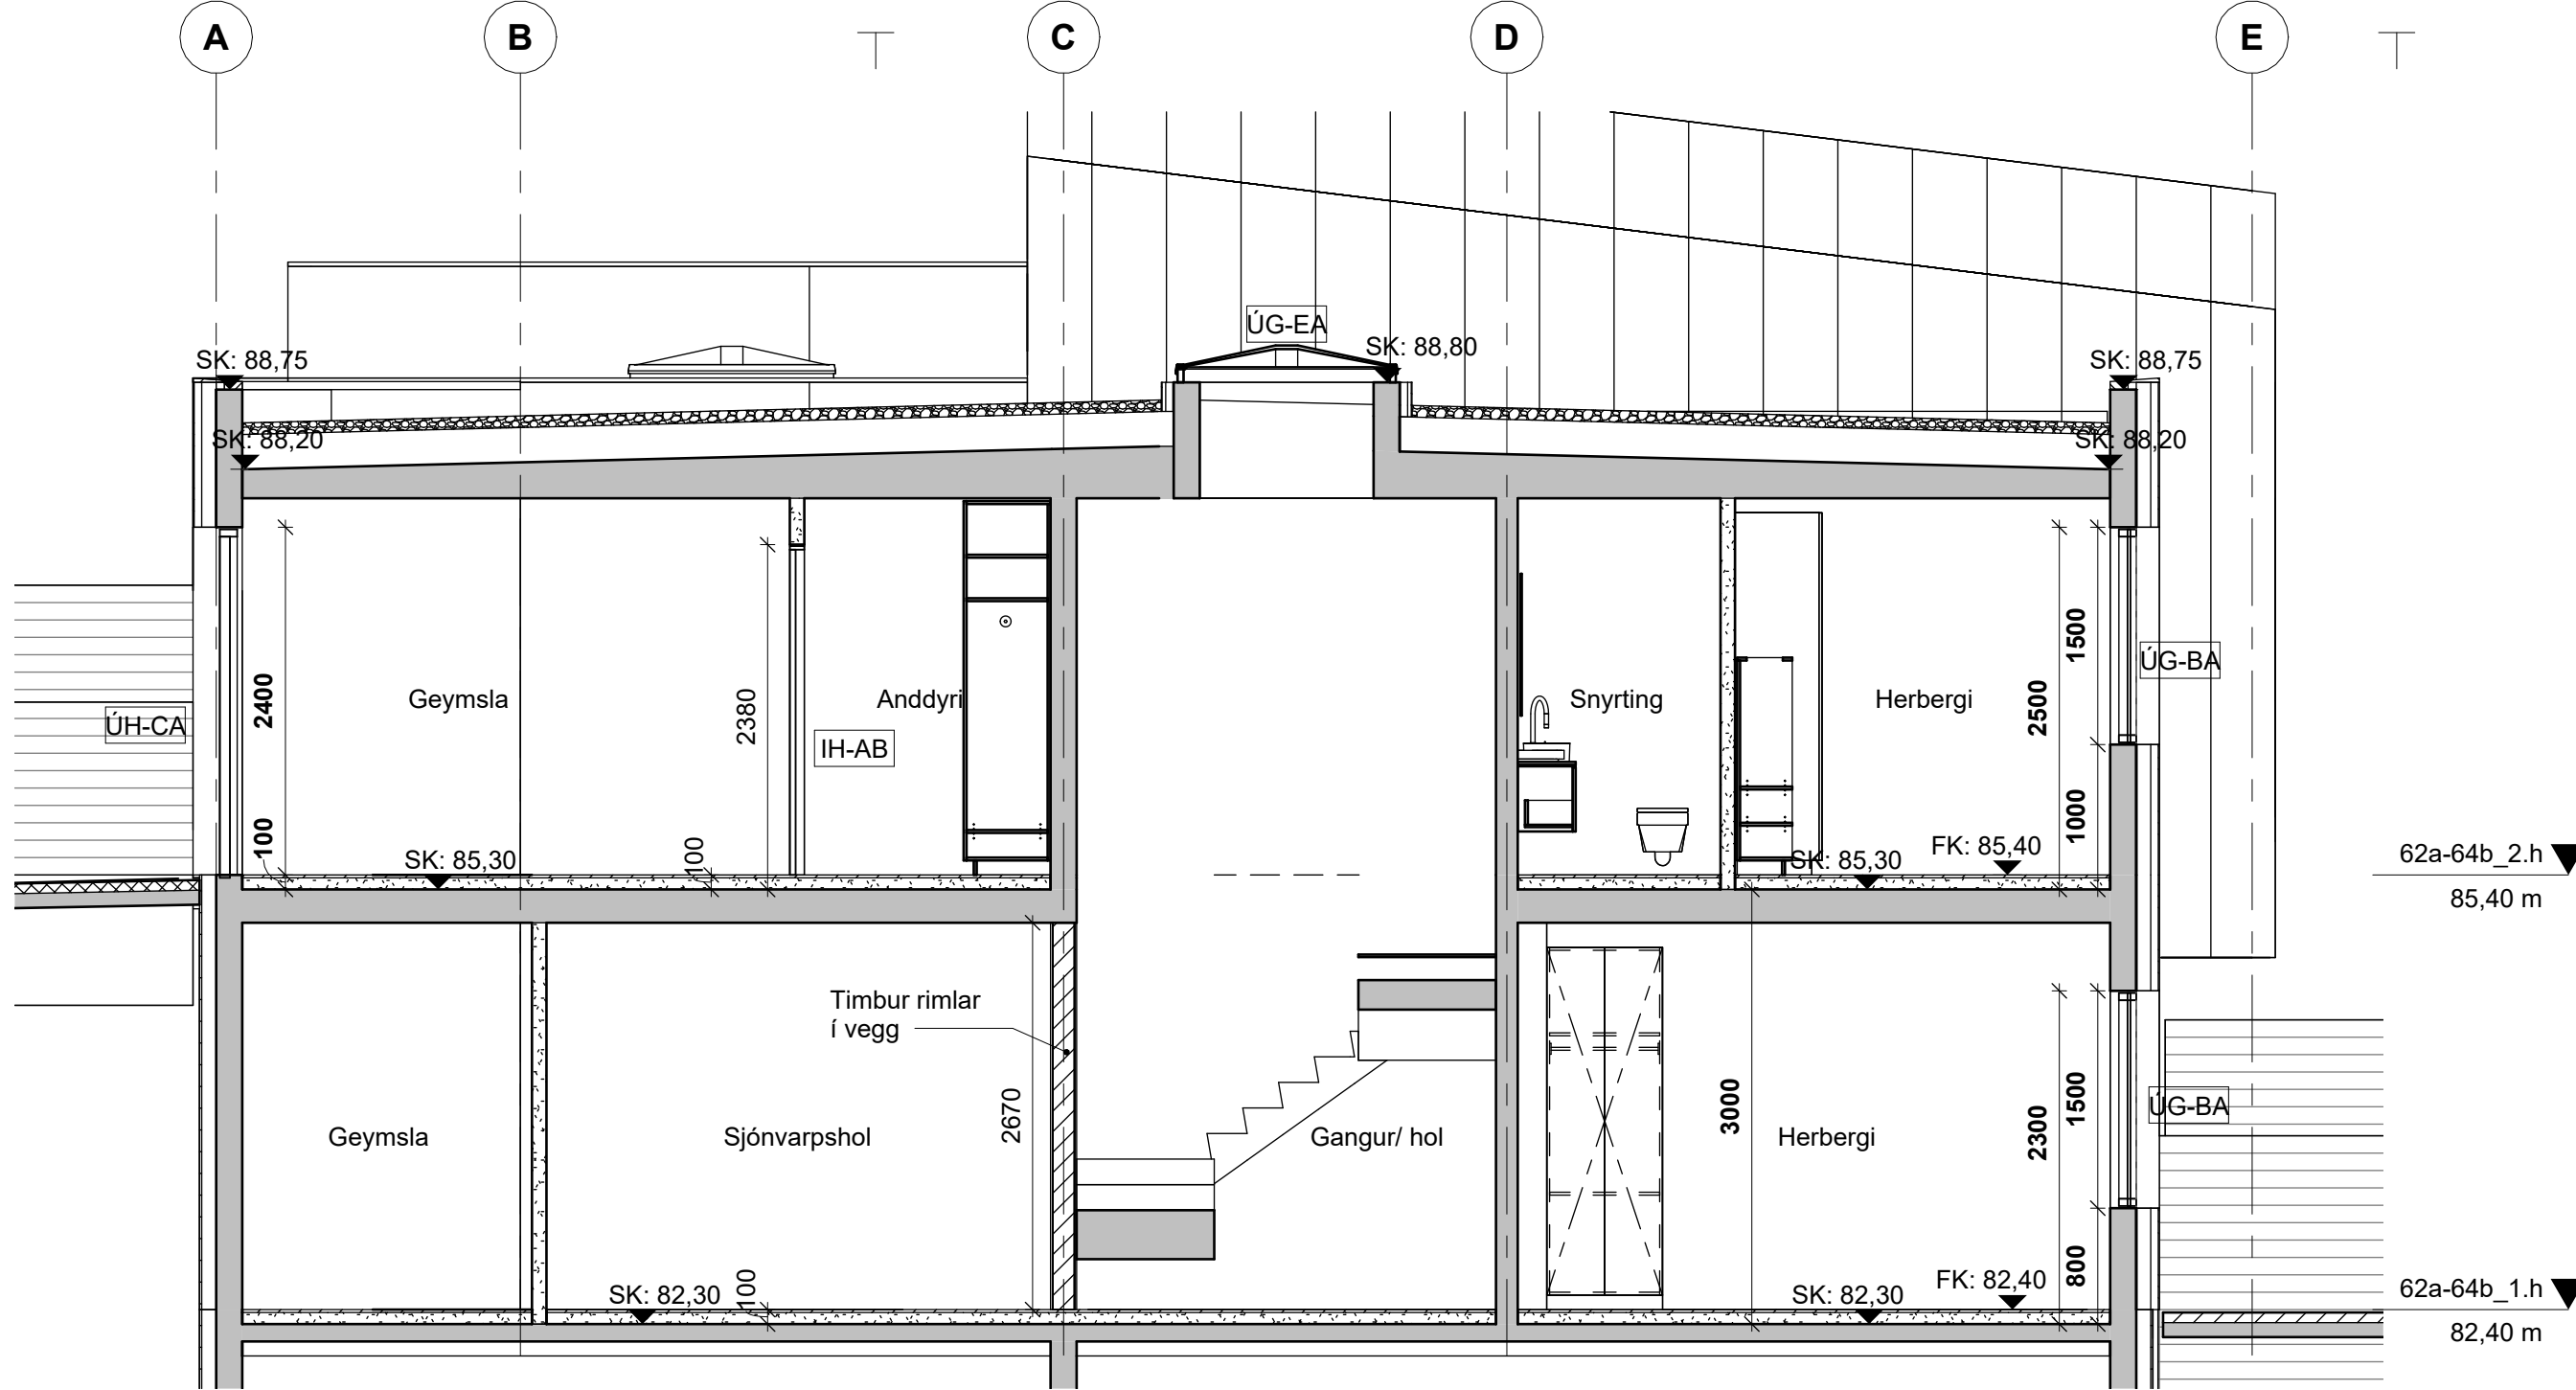 A
B
C
D
E
ÚG-EA
SK: 88,75
SK: 88,80
SK: 88,75
SK: 88,20
SK: 88,20
2400
100
Geymsla
ÚH-CA
2380
IH-AB
Anddyri
Snyrting
Herbergi
1500
2500
1000
ÚG-BA
SK: 85,30
100
SK: 85,30
FK: 85,40
62a-64b_2.h
85,40 m
Timbur rimlar
í vegg
2670
Geymsla
Sjónvarpshol
Gangur/ hol
3000
Herbergi
2300
1500
800
ÚG-BA
SK: 82,30
100
SK: 82,30
FK: 82,40
62a-64b_1.h
82,40 m